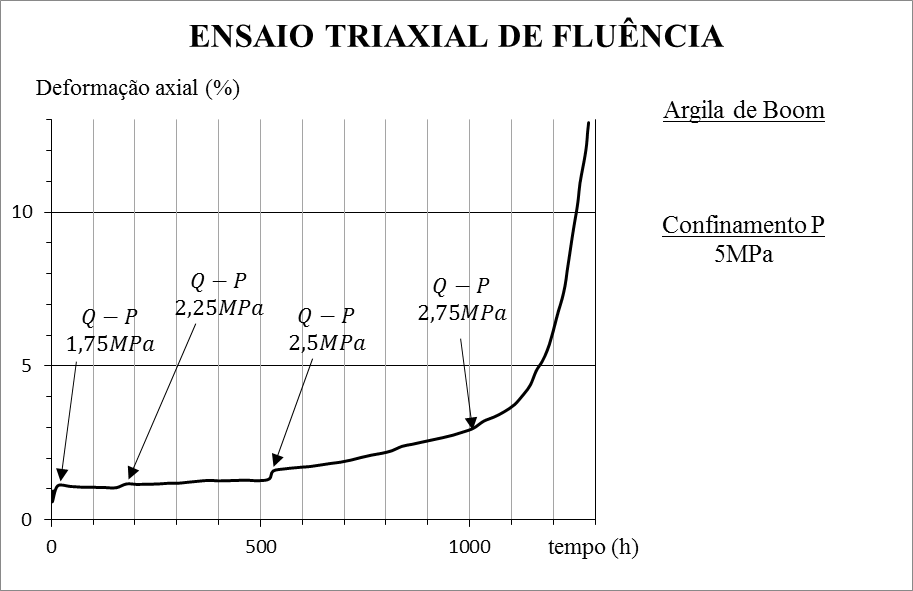 ENSAIO TRIAXIAL DE FLUÊNCIA
Deformação axial (%)
Argila de Boom
Confinamento P
5MPa
10
5
0
Q − P
1,75MPa
Q − P
2,25MPa
Q − P
2,5MPa
Q − P
2,75MPa
0
500
1000
tempo (h)